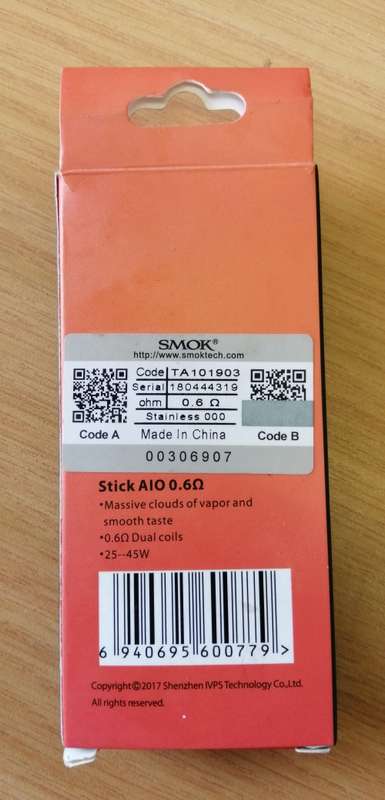 SMOK®
http://www.smoktech.com
Code TA101903
Serial 180444319
ohm 0.6 Ω
Stainless 000
Code A Made In China Code B
00306907
Stick AIO 0.6Ω
•Massive clouds of vapor and
smooth taste
•0.6Ω Dual coils
•25--45W
6 940695 600779 >
Copyright©2017 Shenzhen IVPS Technology Co.,Ltd.
All rights reserved.